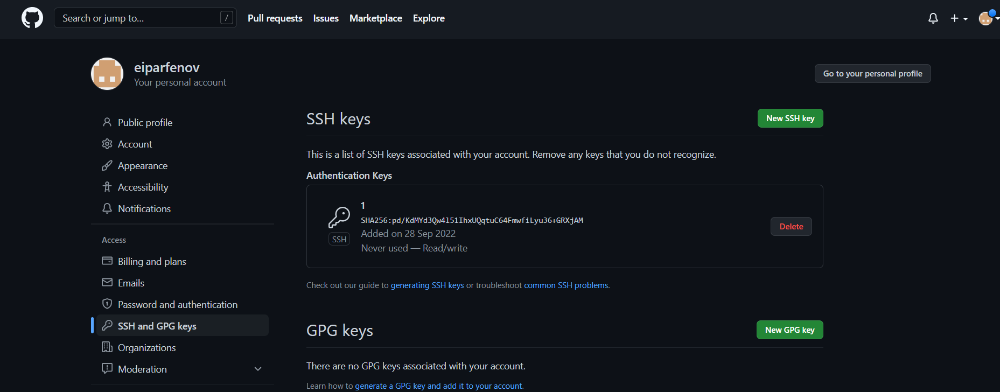 Search or jump to... /
Pull requests
Issues
Marketplace
Explore
eiparfenov
Your personal account
Go to your personal profile
Public profile
Account
Appearance
Accessibility
Notifications
Access
Billing and plans
Emails
Password and authentication
SSH and GPG keys
Organizations
Moderation
SSH keys
New SSH key
This is a list of SSH keys associated with your account. Remove any keys that you do not recognize.
Authentication Keys
1
SHA256:pd/KdMYd3Qw4l51IhxUQqtuC64FmwfiLyu36+GRXjAM
Added on 28 Sep 2022
Never used — Read/write
SSH
Delete
Check out our guide to generating SSH keys or troubleshoot common SSH problems.
GPG keys
New GPG key
There are no GPG keys associated with your account.
Learn how to generate a GPG key and add it to your account.